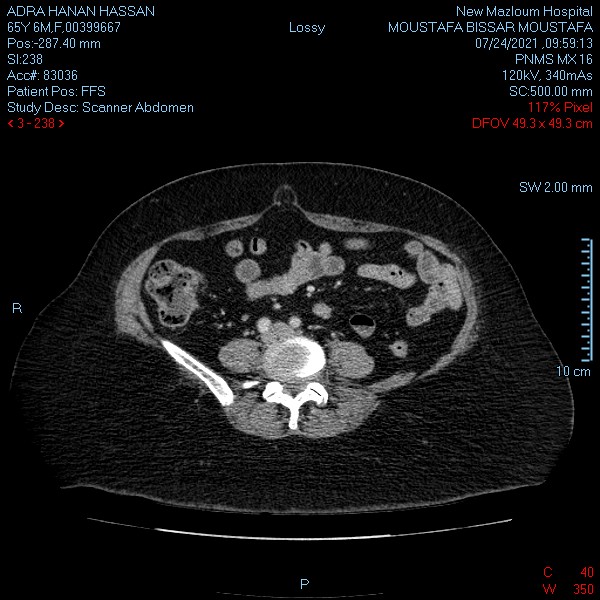 ADRA HANAN HASSAN
65Y 6M,F,00399667
Pos:-287.40 mm
SI:238
Acc#: 83036
Patient Pos: FFS
Study Desc: Scanner Abdomen
< 3 - 238 >
Lossy
New Mazloum Hospital
MOUSTAFA BISSAR MOUSTAFA
07/24/2021 ,09:59:13
PNMS MX 16
120kV, 340mAs
SC:500.00 mm
117% Pixel
DFOV 49.3 x 49.3 cm
SW 2.00 mm
R
10 cm
P
C 40
W 350